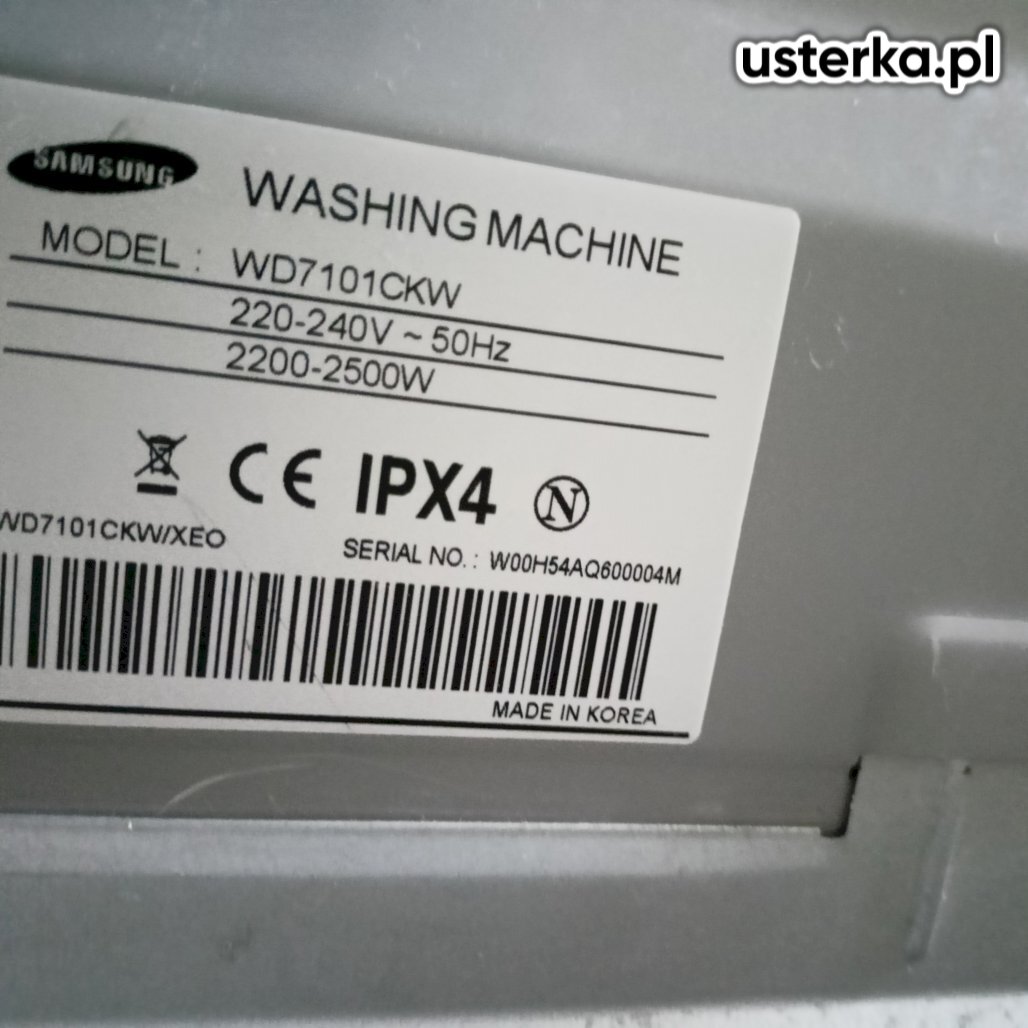 usterka.pl
SAMSUNG
WASHING MACHINE
MODEL : WD7101CKW
220-240V ~ 50Hz
2200-2500W
CE IPX4 N
WD7101CKW/XEO
SERIAL NO. : W00H54AQ600004M
MADE IN KOREA